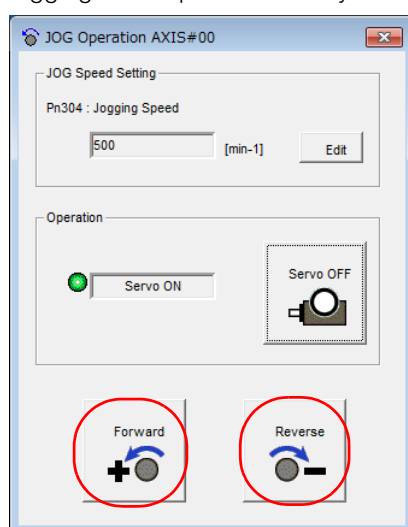 JOG Operation AXIS#00
JOG Speed Setting
Pn304 : Jogging Speed
500 [min-1] Edit
Operation
Servo ON
Servo OFF
Forward Reverse